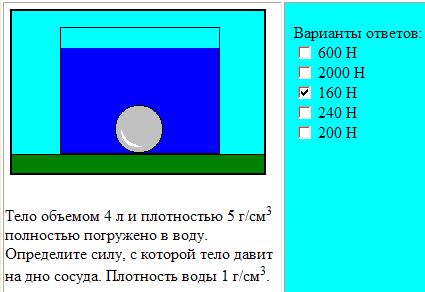 Варианты ответов:
600 Н
2000 Н
160 Н
240 Н
200 Н
Тело объемом 4 л и плотностью 5 г/см³
полностью погружено в воду.
Определите силу, с которой тело давит
на дно сосуда. Плотность воды 1 г/см³.